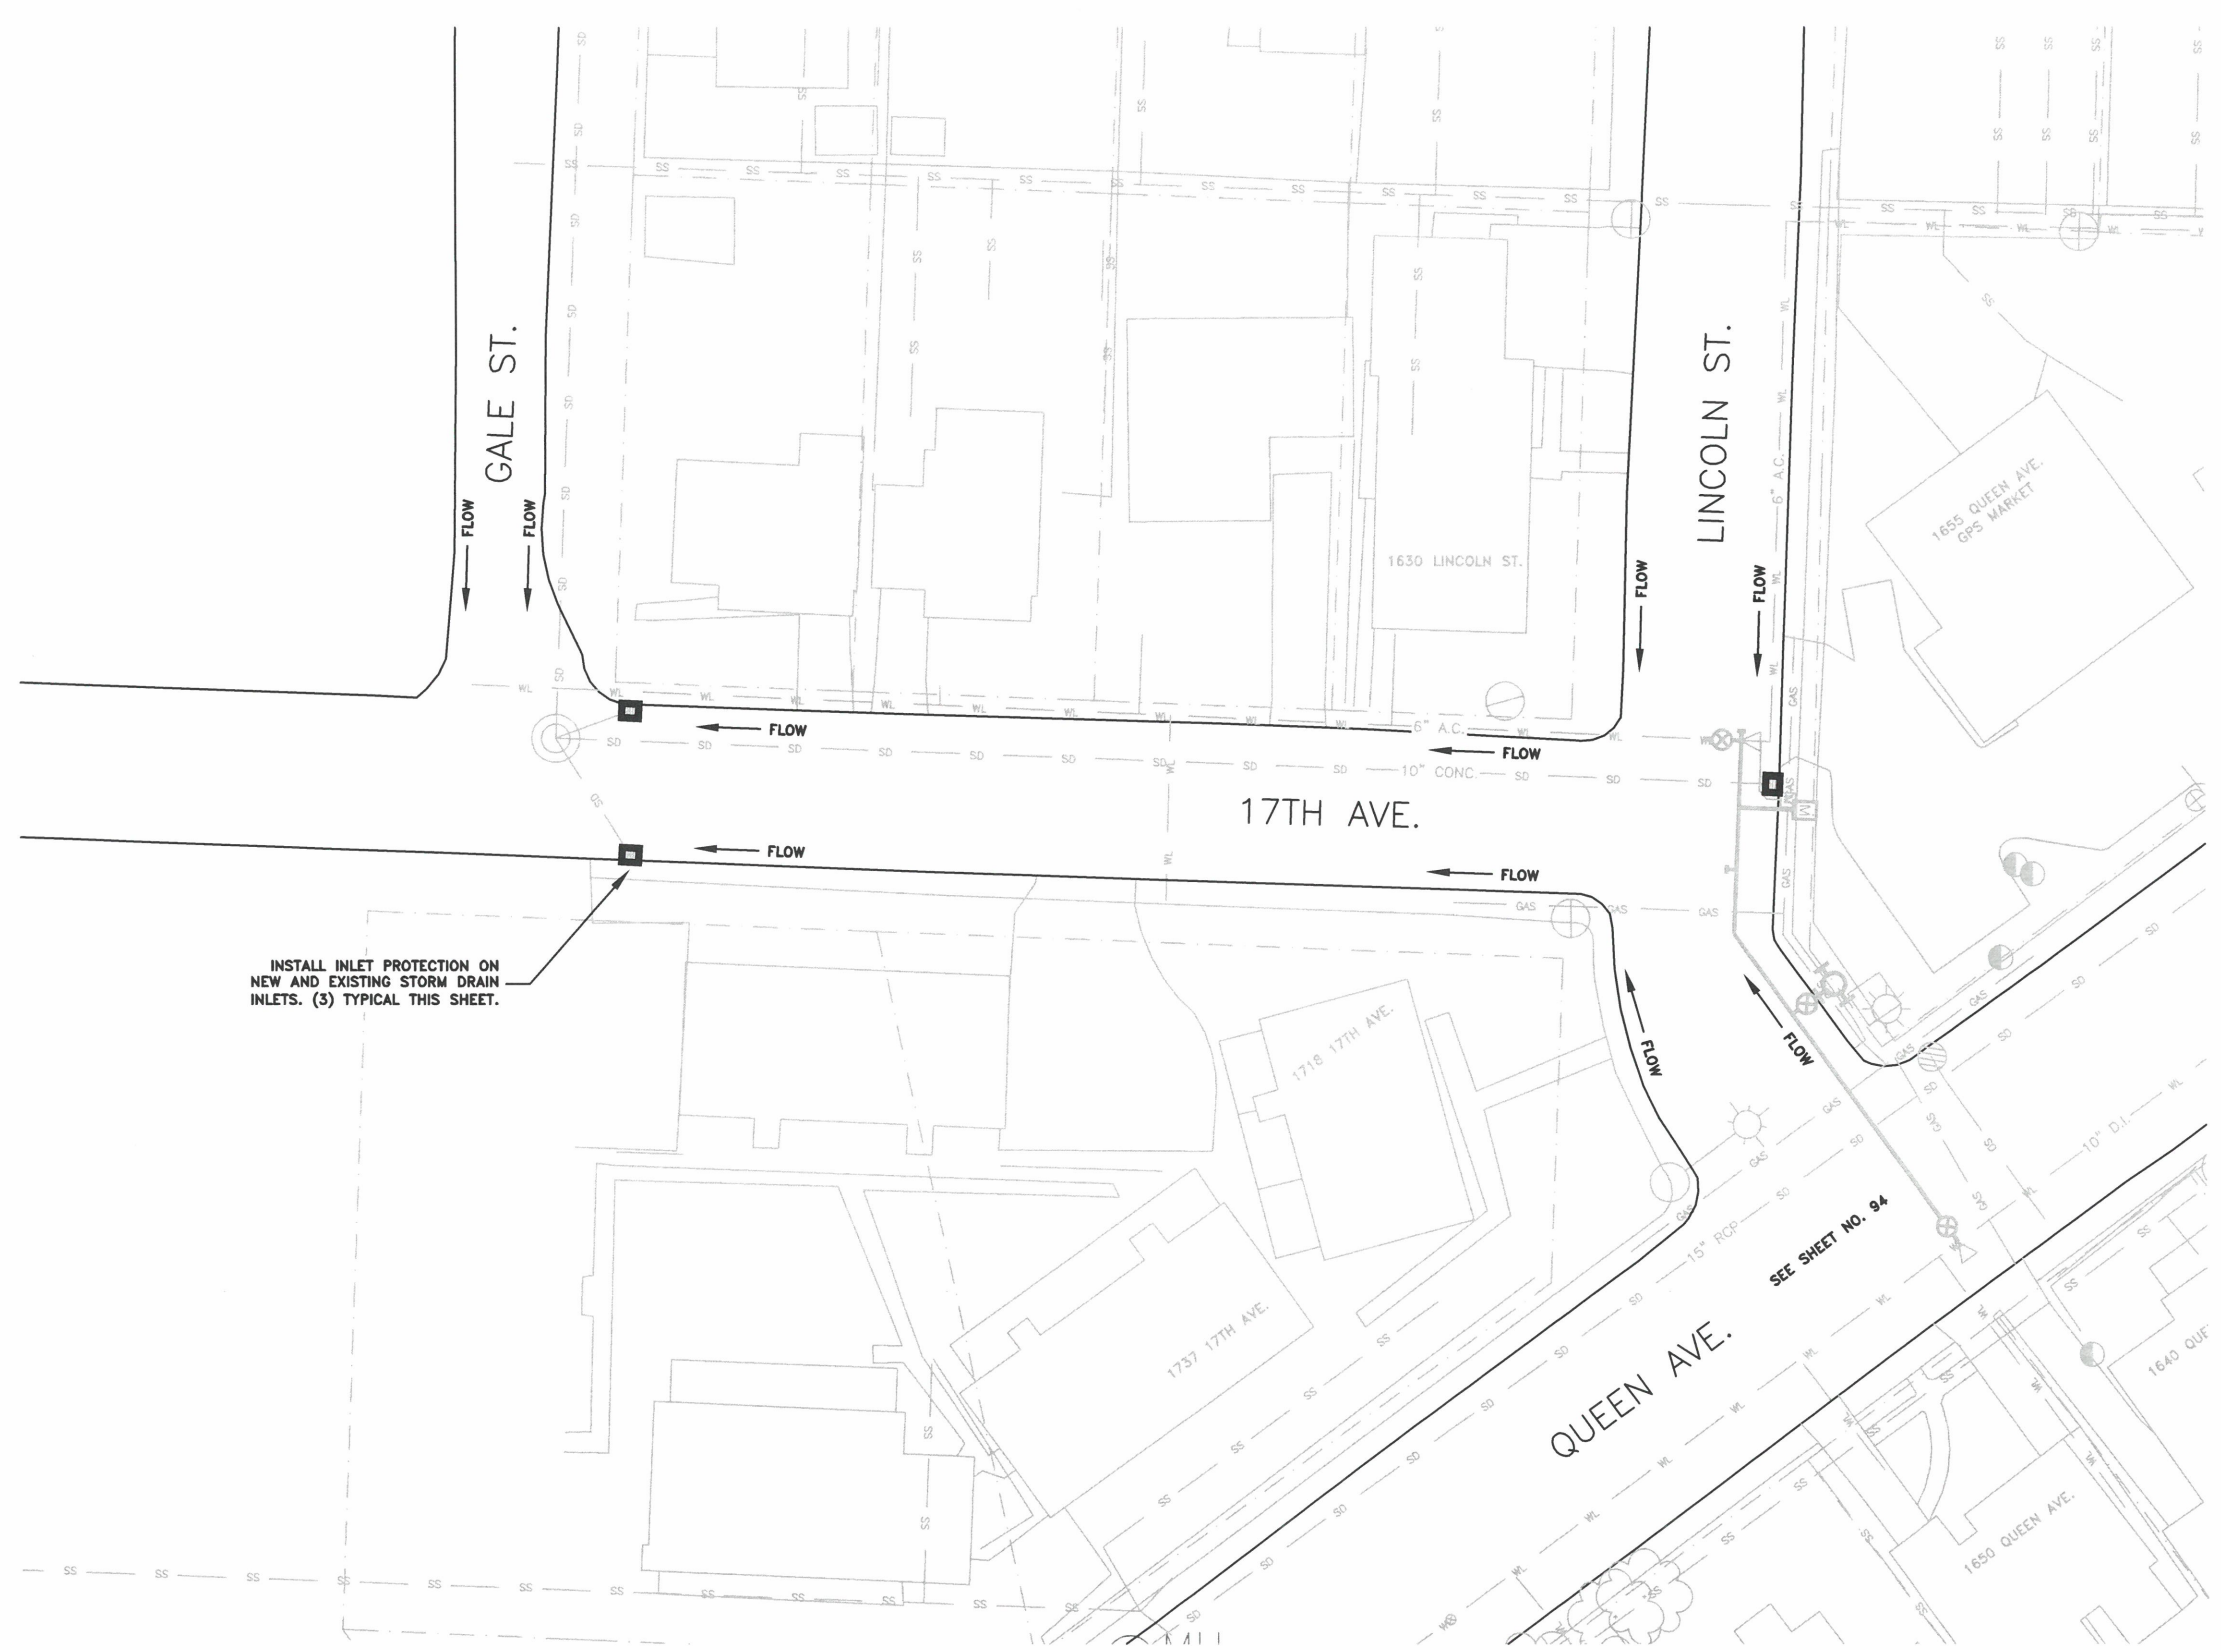 GALE ST.
LINCOLN ST.
17TH AVE.
QUEEN AVE.
FLOW
FLOW
FLOW
FLOW
FLOW
FLOW
FLOW
FLOW
FLOW
FLOW
INSTALL INLET PROTECTION ON
NEW AND EXISTING STORM DRAIN
INLETS. (3) TYPICAL THIS SHEET.
SEE SHEET NO. 94
1630 LINCOLN ST.
1655 QUEEN AVE.
GPS MARKET
6" A.C.
6" A.C.
10" CONC.
1718 17TH AVE.
1737 17TH AVE.
15" RCP
10" D.I.
1650 QUEEN AVE.
SD
SS
WL
GAS
M